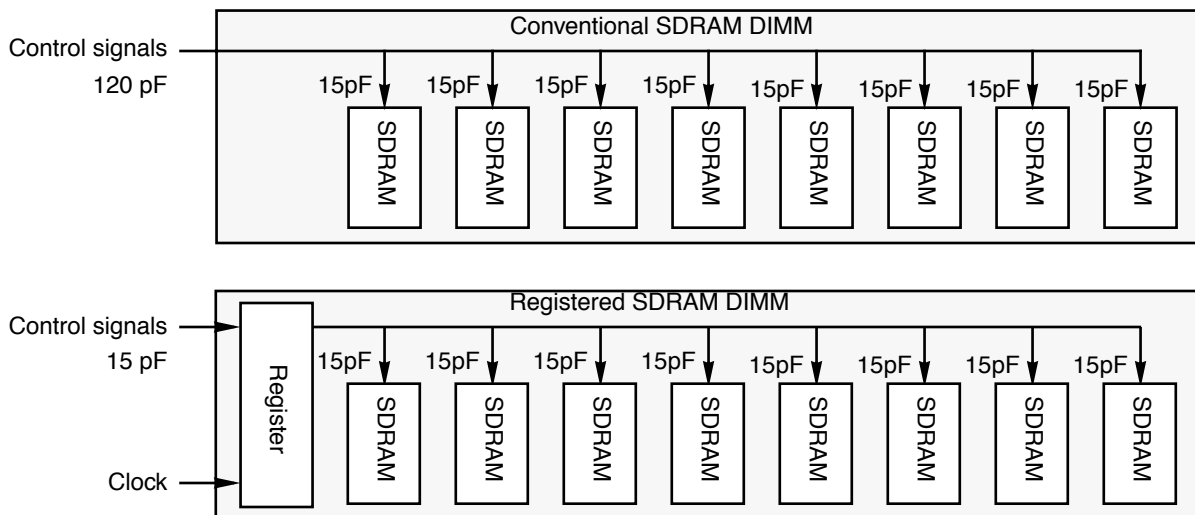 Conventional SDRAM DIMM
Control signals
120 pF
15pF 15pF 15pF 15pF 15pF 15pF 15pF 15pF
SDRAM SDRAM SDRAM SDRAM SDRAM SDRAM SDRAM SDRAM
Registered SDRAM DIMM
Control signals
15 pF
15pF 15pF 15pF 15pF 15pF 15pF 15pF 15pF
Register
SDRAM SDRAM SDRAM SDRAM SDRAM SDRAM SDRAM SDRAM
Clock